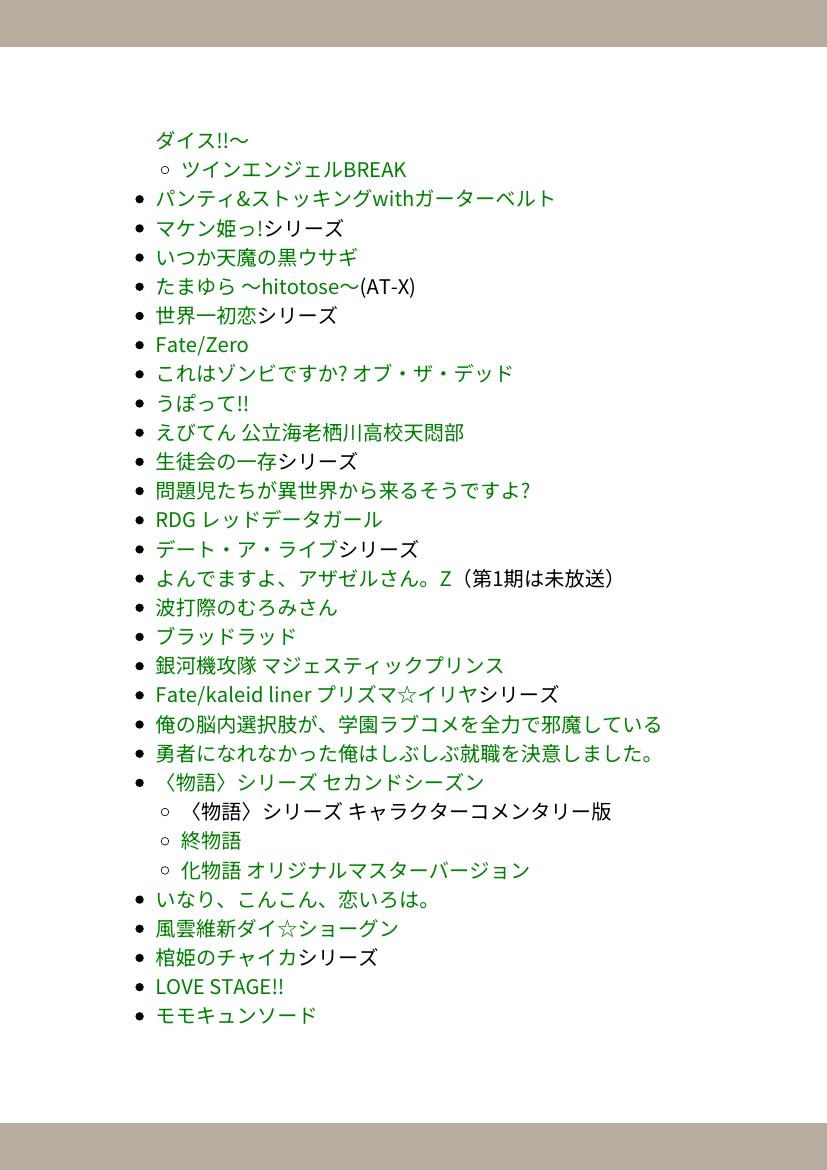 ダイス!!～
ツインエンジェルBREAK
パンティ&ストッキングwithガーターベルト
マケン姫っ!シリーズ
いつか天魔の黒ウサギ
たまゆら ～hitotose～(AT-X)
世界一初恋シリーズ
Fate/Zero
これはゾンビですか? オブ・ザ・デッド
うぽって!!
えびてん 公立海老栖川高校天悶部
生徒会の一存シリーズ
問題児たちが異世界から来るそうですよ?
RDG レッドデータガール
デート・ア・ライブシリーズ
よんでますよ、アザゼルさん。Z（第1期は未放送）
波打際のむろみさん
ブラッドラッド
銀河機攻隊 マジェスティックプリンス
Fate/kaleid liner プリズマ☆イリヤシリーズ
俺の脳内選択肢が、学園ラブコメを全力で邪魔している
勇者になれなかった俺はしぶしぶ就職を決意しました。
〈物語〉シリーズ セカンドシーズン
〈物語〉シリーズ キャラクターコメンタリー版
終物語
化物語 オリジナルマスターバージョン
いなり、こんこん、恋いろは。
風雲維新ダイ☆ショーグン
棺姫のチャイカシリーズ
LOVE STAGE!!
モモキュンソード